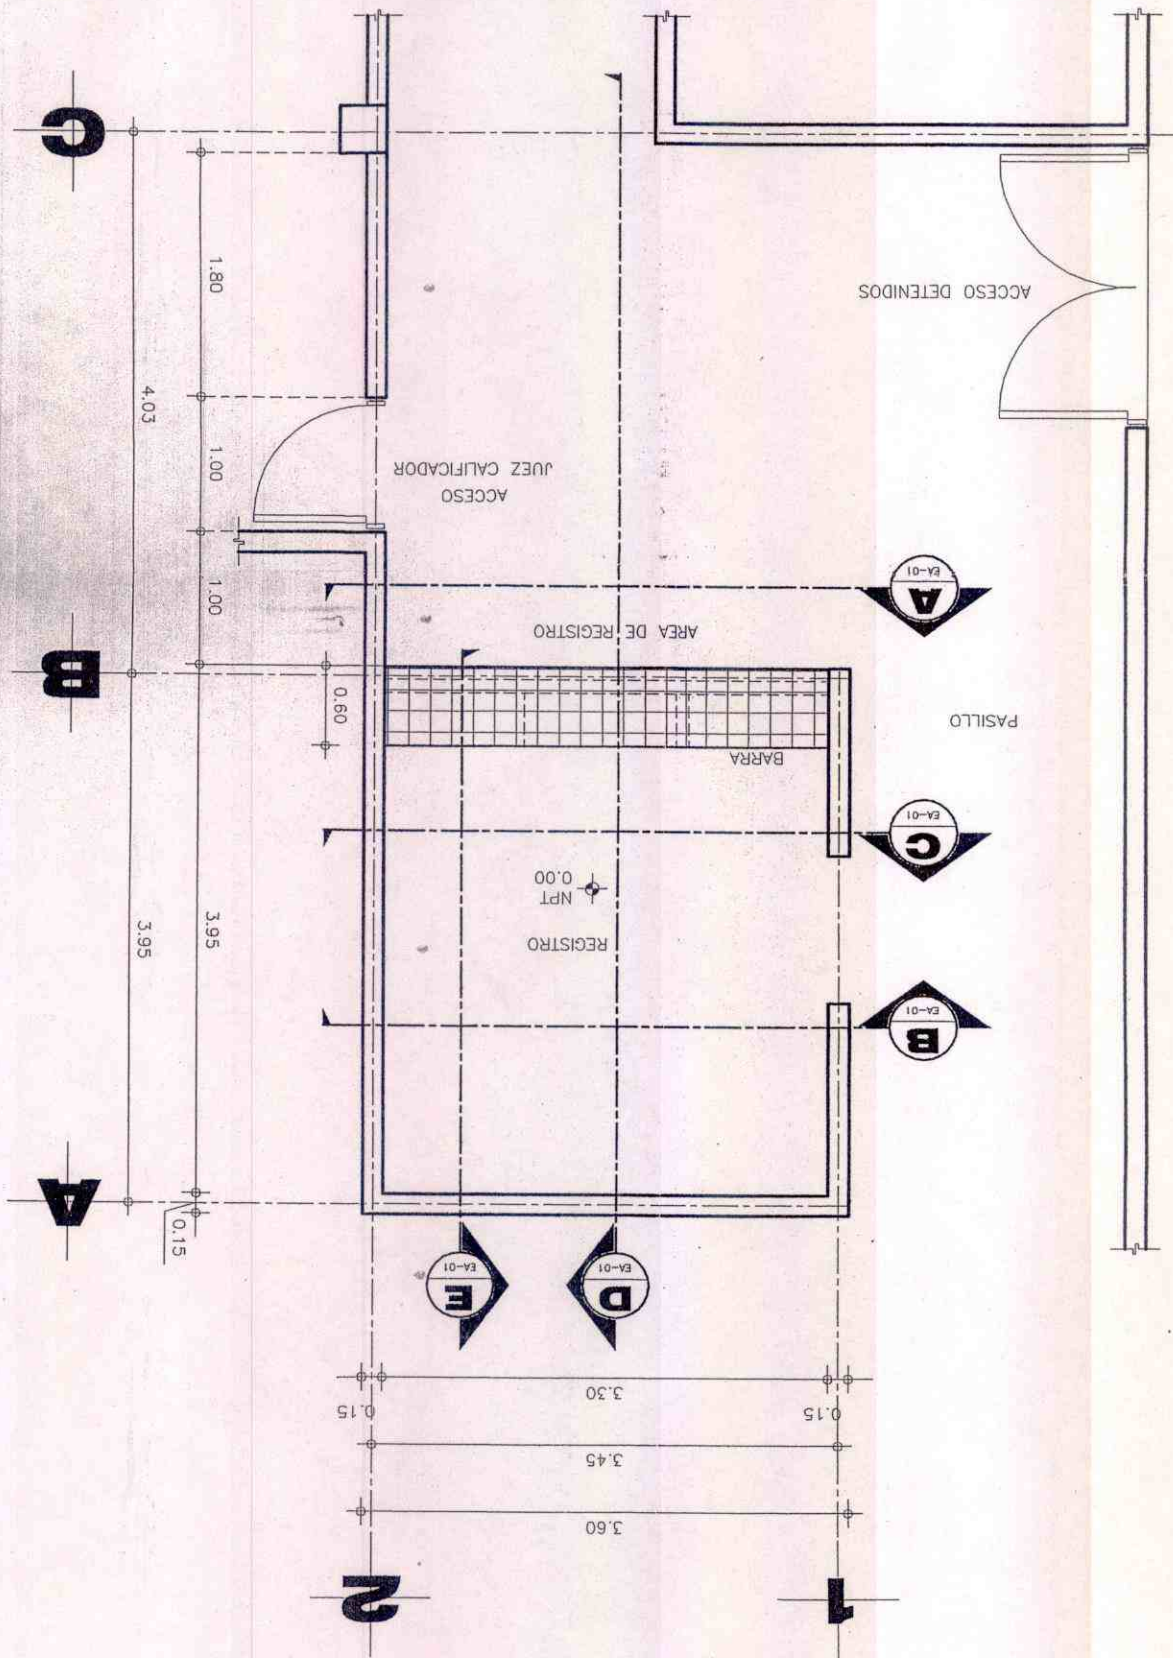 1
2
3.60
3.45
0.15
3.30
0.15
D
EA-01
E
EA-01
A
0.15
B
EA-01
REGISTRO
NPT
0.00
3.95
3.95
C
EA-01
BARRA
0.60
PASILLO
B
AREA DE REGISTRO
1.00
A
EA-01
ACCESO
JUEZ CALIFICADOR
1.00
4.03
ACCESO DETENIDOS
1.80
C